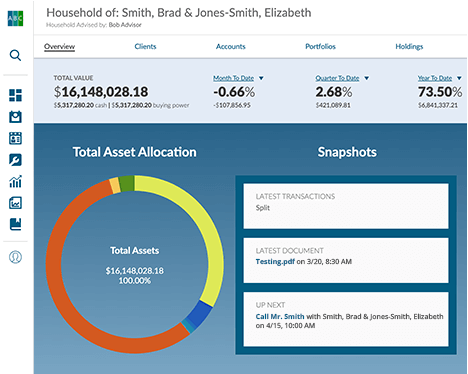 ABC
Household of: Smith, Brad & Jones-Smith, Elizabeth
Household Advised by: Bob Advisor
Overview Clients Accounts Portfolios Holdings
TOTAL VALUE Month To Date Quarter To Date Year To Date
$16,148,028.18 -0.66% 2.68% 73.50%
$5,317,280.20 cash | $5,317,280.20 buying power -$107,856.95 $421,089.81 $6,841,337.21
Total Asset Allocation
Total Assets
$16,148,028.18
100.00%
Snapshots
LATEST TRANSACTIONS
Split
LATEST DOCUMENT
Testing.pdf on 3/20, 8:30 AM
UP NEXT
Call Mr. Smith with Smith, Brad & Jones-Smith, Elizabeth
on 4/15, 10:00 AM